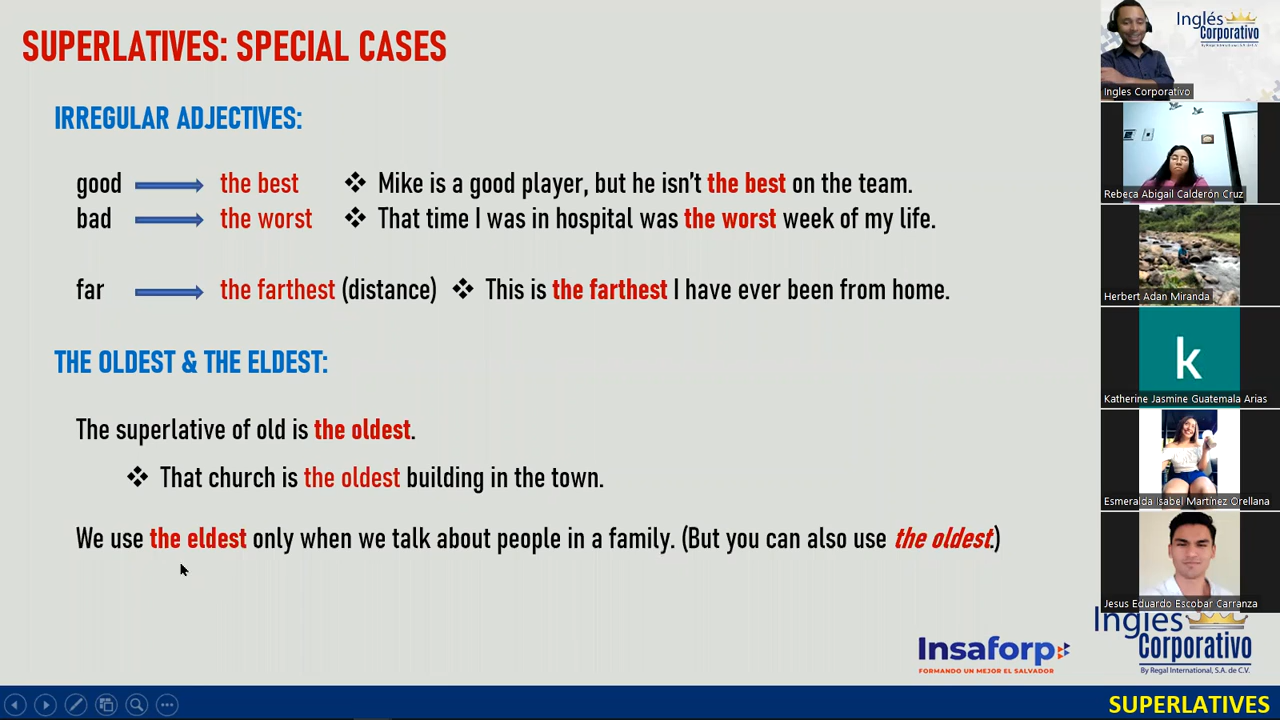 SUPERLATIVES: SPECIAL CASES
IRREGULAR ADJECTIVES:
good the best ❖ Mike is a good player, but he isn't the best on the team.
bad the worst ❖ That time I was in hospital was the worst week of my life.
far the farthest (distance) ❖ This is the farthest I have ever been from home.
THE OLDEST & THE ELDEST:
The superlative of old is the oldest.
❖ That church is the oldest building in the town.
We use the eldest only when we talk about people in a family. (But you can also use the oldest.)
Insaforp
FORMANDO UN MEJOR EL SALVADOR
Inglés
Corporativo
By Regal International, S.A. de C.V.
SUPERLATIVES
Inglés
Corporativo
By Regal International, S.A. de C.V.
Ingles Corporativo
Rebeca Abigail Calderón Cruz
Herbert Adan Miranda
k
Katherine Jasmine Guatemala Arias
Esmeralda Isabel Martínez Orellana
Jesus Eduardo Escobar Carranza